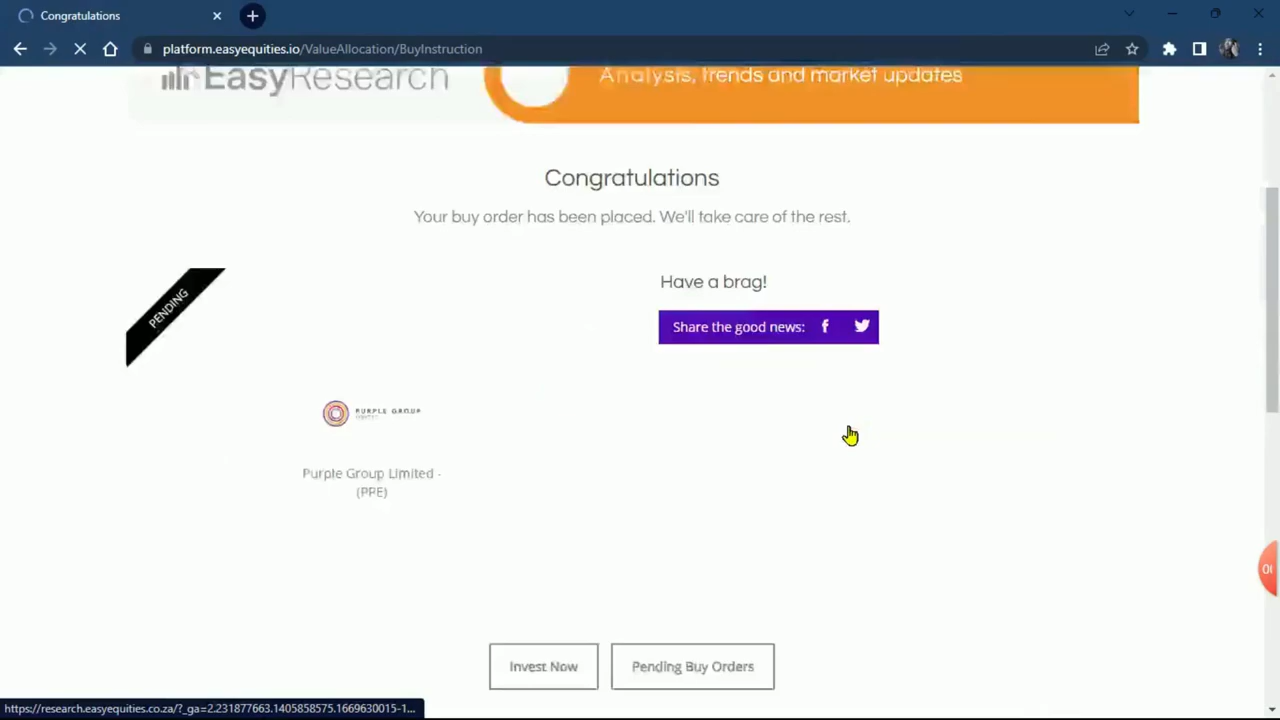 Congratulations
platform.easyequities.io/ValueAllocation/BuyInstruction
EasyResearch
Analysis, trends and market updates
Congratulations
Your buy order has been placed. We'll take care of the rest.
PENDING
Have a brag!
Share the good news:
PURPLE GROUP
Purple Group Limited -
(PPE)
00
Invest Now
Pending Buy Orders
https://research.easyequities.co.za/?_ga=2.231877663.1405858575.1669630015-1...